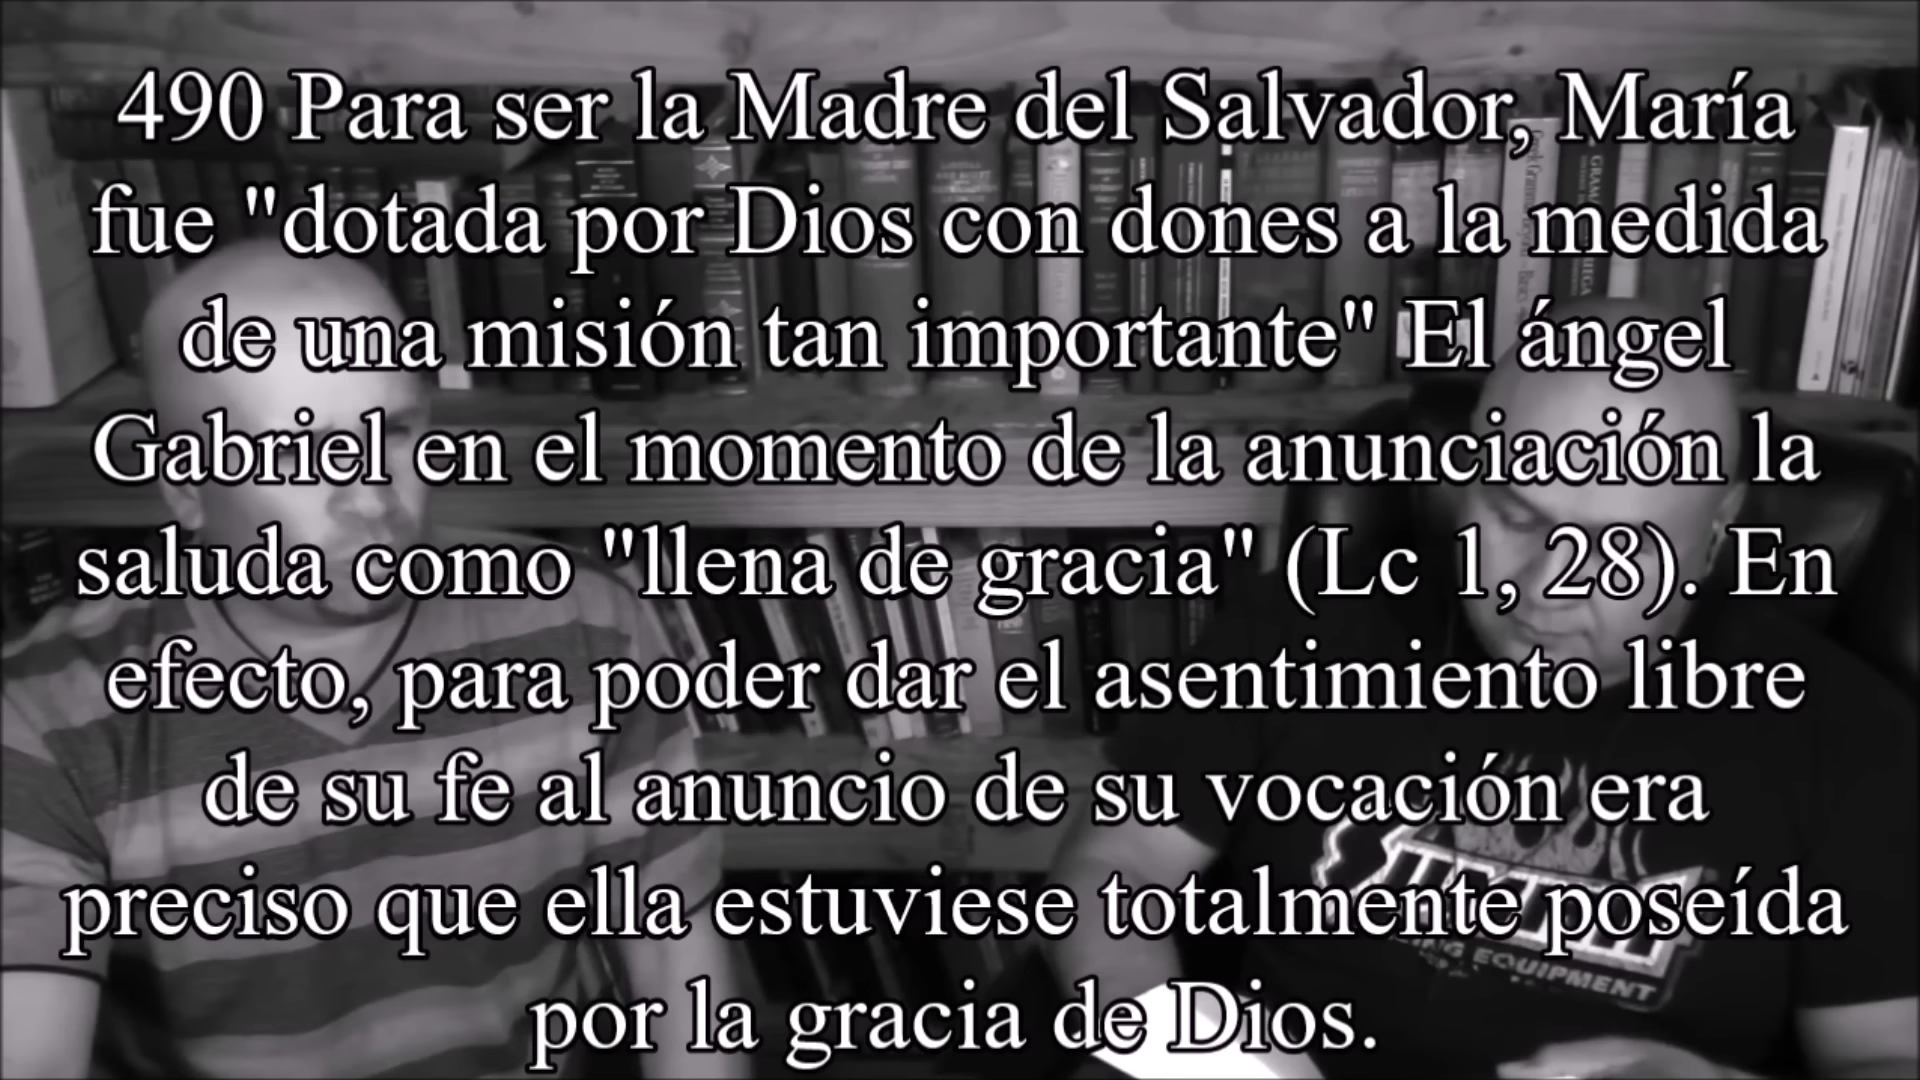 490 Para ser la Madre del Salvador, María
fue "dotada por Dios con dones a la medida
de una misión tan importante" El ángel
Gabriel en el momento de la anunciación la
saluda como "llena de gracia" (Lc 1, 28). En
efecto, para poder dar el asentimiento libre
de su fe al anuncio de su vocación era
preciso que ella estuviese totalmente poseída
por la gracia de Dios.
EQUIPMENT